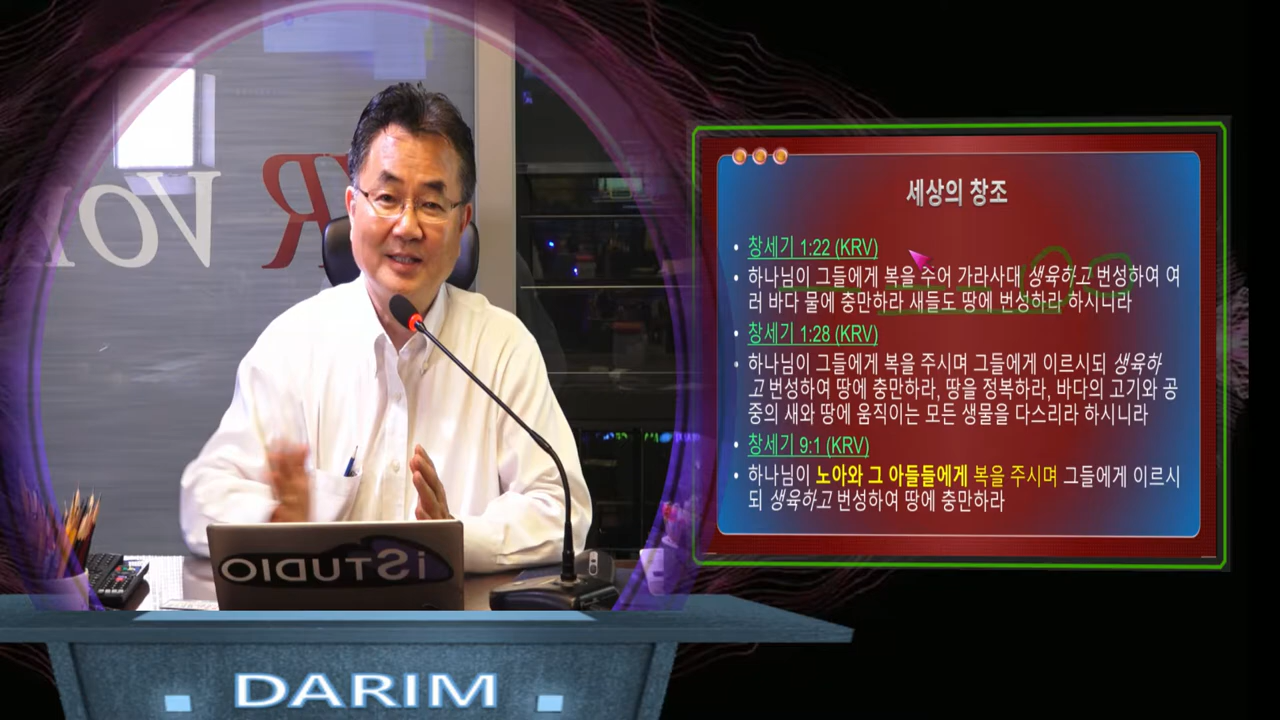 VOY
R
iSTUDIO
DARIM
세상의 창조
• 창세기 1:22 (KRV)
• 하나님이 그들에게 복을 주어 가라사대 생육하고 번성하여 여
러 바다 물에 충만하라 새들도 땅에 번성하라 하시니라
• 창세기 1:28 (KRV)
• 하나님이 그들에게 복을 주시며 그들에게 이르시되 생육하
고 번성하여 땅에 충만하라, 땅을 정복하라, 바다의 고기와 공
중의 새와 땅에 움직이는 모든 생물을 다스리라 하시니라
• 창세기 9:1 (KRV)
• 하나님이 노아와 그 아들들에게 복을 주시며 그들에게 이르시
되 생육하고 번성하여 땅에 충만하라